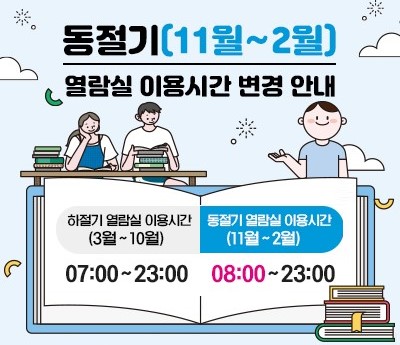 동절기(11월~2월)
열람실 이용시간 변경 안내
하절기 열람실 이용시간
(3월~10월)
07:00~23:00
동절기 열람실 이용시간
(11월~2월)
08:00~23:00